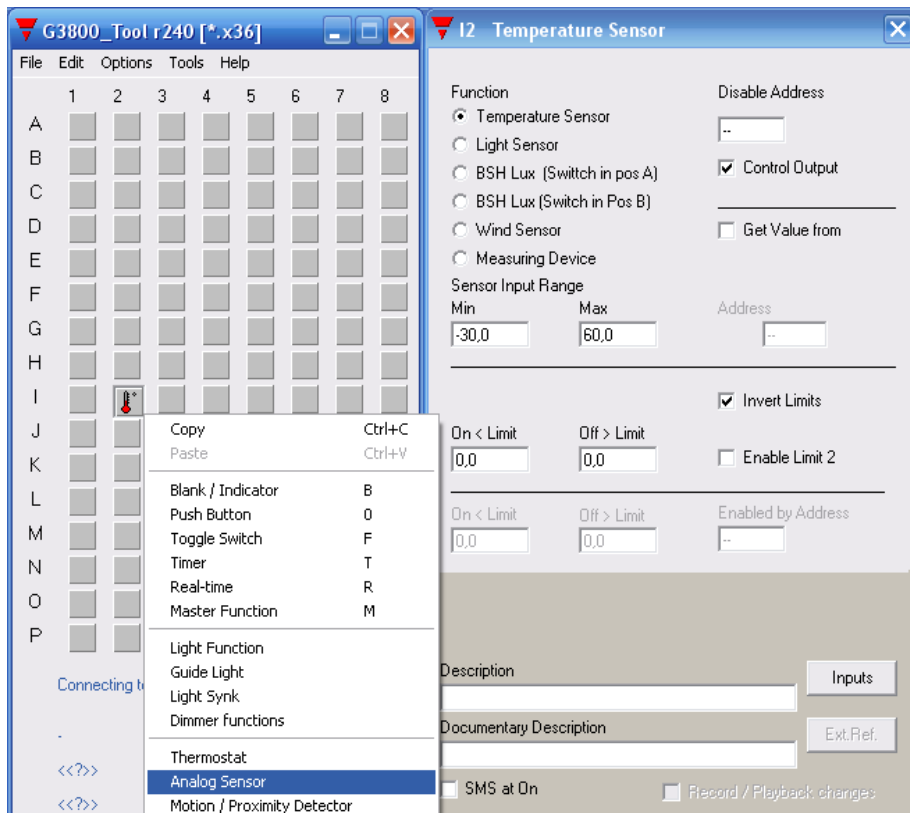 G3800_Tool r240 [*.x36]
File Edit Options Tools Help
1 2 3 4 5 6 7 8
A
B
C
D
E
F
G
H
I
J
K
L
M
N
O
P
Connecting t
-
<<?>>
<<?>>
Copy Ctrl+C
Paste Ctrl+V
Blank / Indicator B
Push Button 0
Toggle Switch F
Timer T
Real-time R
Master Function M
Light Function
Guide Light
Light Synk
Dimmer functions
Thermostat
Analog Sensor
Motion / Proximity Detector
I2 Temperature Sensor
Function
Temperature Sensor
Light Sensor
BSH Lux (Swittch in pos A)
BSH Lux (Switch in Pos B)
Wind Sensor
Measuring Device
Disable Address
--
Control Output
Get Value from
Sensor Input Range
Min Max Address
-30,0 60,0 --
Invert Limits
On < Limit Off > Limit
0,0 0,0 Enable Limit 2
On < Limit Off > Limit Enabled by Address
0,0 0,0 --
Description
Inputs
Documentary Description
Ext.Ref.
SMS at On Record / Playback changes